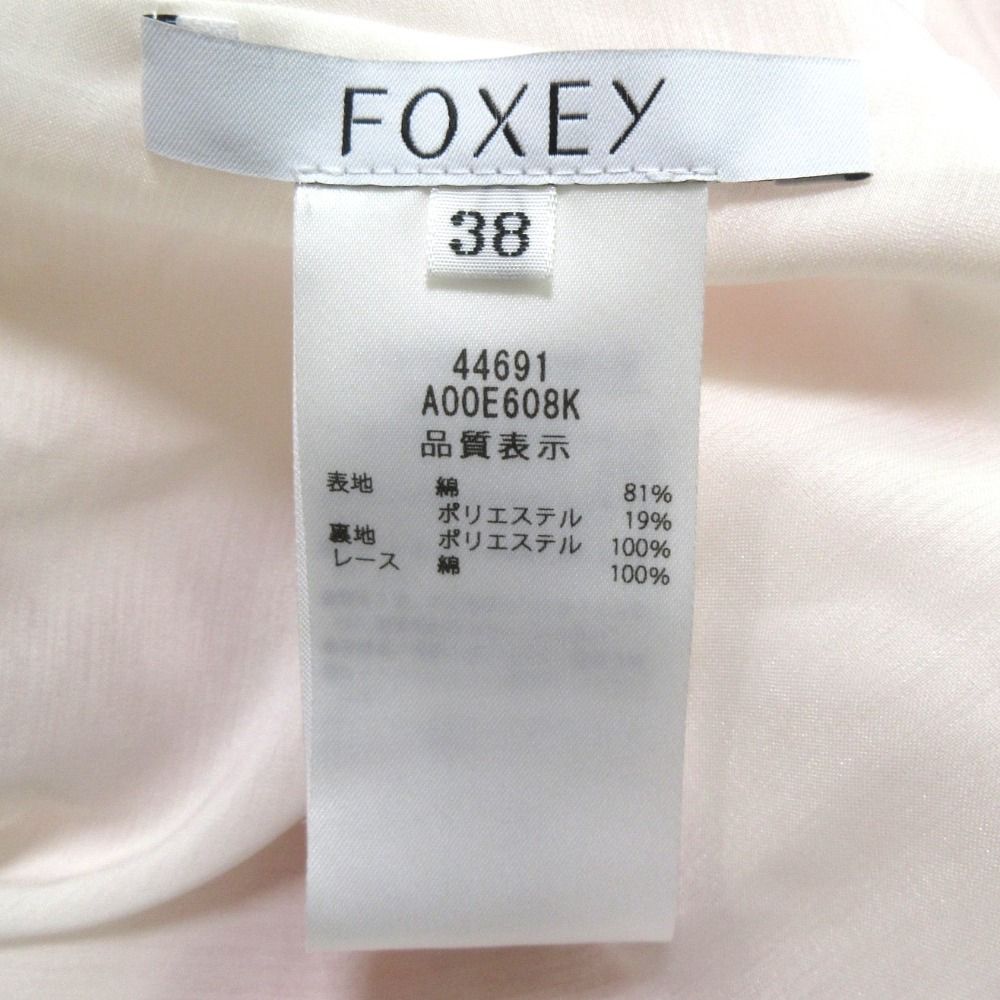 FOXEY
38
44691
A00E608K
品質表示
表地 綿 81%
ポリエステル 19%
裏地 ポリエステル 100%
レース 綿 100%